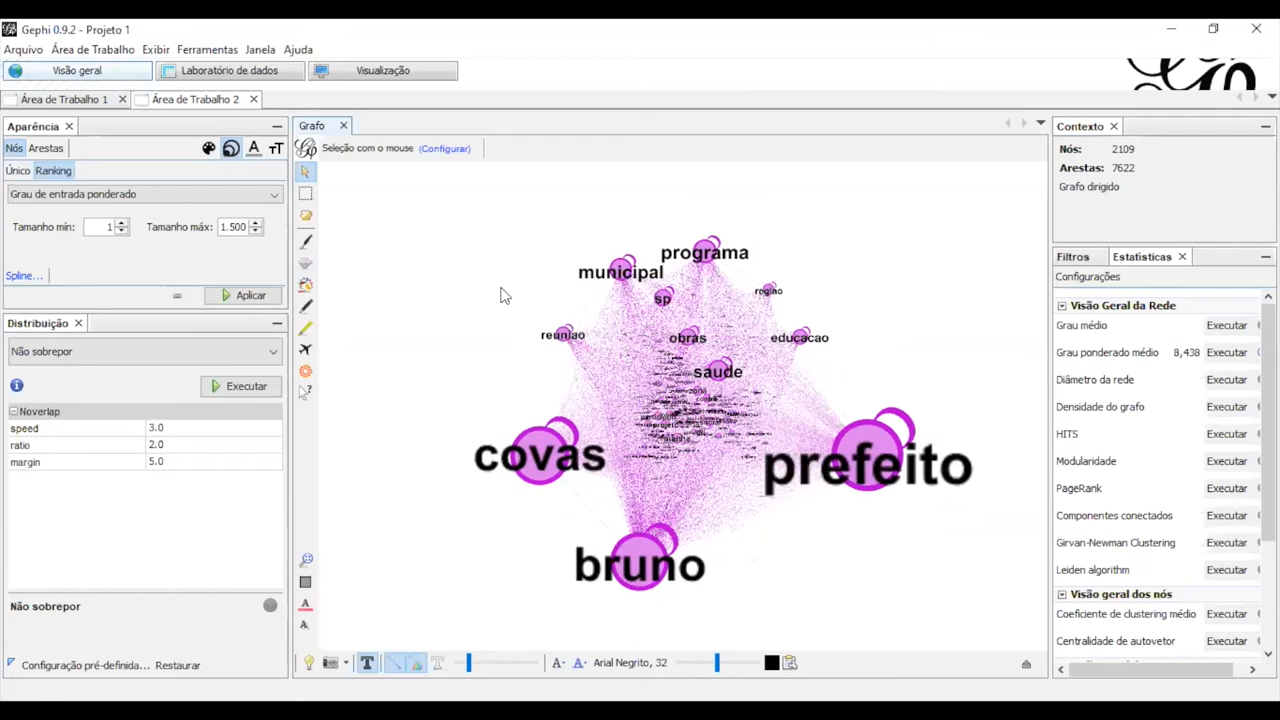 Gephi 0.9.2 - Projeto 1
Arquivo Área de Trabalho Exibir Ferramentas Janela Ajuda
Visão geral Laboratório de dados Visualização
Área de Trabalho 1 Área de Trabalho 2
Aparência
Nós Arestas
Único Ranking
Grau de entrada ponderado
Tamanho mín: 1 Tamanho máx: 1.500
Spline...
Aplicar
Distribuição
Não sobrepor
Executar
Noverlap
speed 3.0
ratio 2.0
margin 5.0
Não sobrepor
Configuração pré-definida... Restaurar
Grafo
Seleção com o mouse (Configurar)
programa
municipal
sp
regiao
reuniao
obras
educacao
saude
covas
prefeito
bruno
Arial Negrito, 32
Contexto
Nós: 2109
Arestas: 7622
Grafo dirigido
Filtros Estatísticas
Configurações
Visão Geral da Rede
Grau médio Executar
Grau ponderado médio 8,438 Executar
Diâmetro da rede Executar
Densidade do grafo Executar
HITS Executar
Modularidade Executar
PageRank Executar
Componentes conectados Executar
Girvan-Newman Clustering Executar
Leiden algorithm Executar
Visão geral dos nós
Coeficiente de clustering médio Executar
Centralidade de autovetor Executar